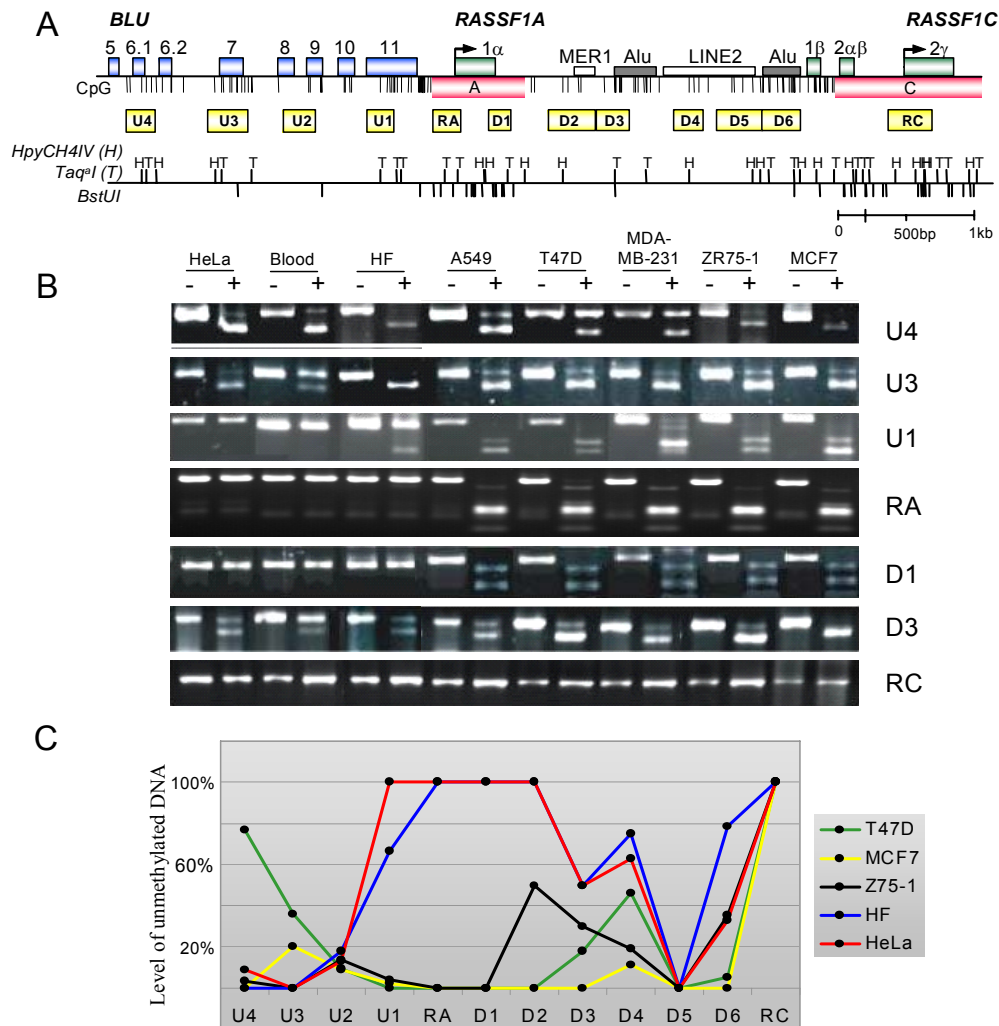 A
BLU RASSF1A RASSF1C
5 6.1 6.2 7 8 9 10 11 1α MER1 Alu LINE2 Alu 1β 2αβ 2γ
CpG A C
U4 U3 U2 U1 RA D1 D2 D3 D4 D5 D6 RC
HpyCH4IV (H)
TaqᵃI (T)
BstUI
0 500bp 1kb
B
HeLa Blood HF A549 T47D MDA-MB-231 ZR75-1 MCF7
- + - + - + - + - + - + - + - +
U4
U3
U1
RA
D1
D3
RC
C
Level of unmethylated DNA
100%
60%
20%
U4 U3 U2 U1 RA D1 D2 D3 D4 D5 D6 RC
T47D
MCF7
Z75-1
HF
HeLa